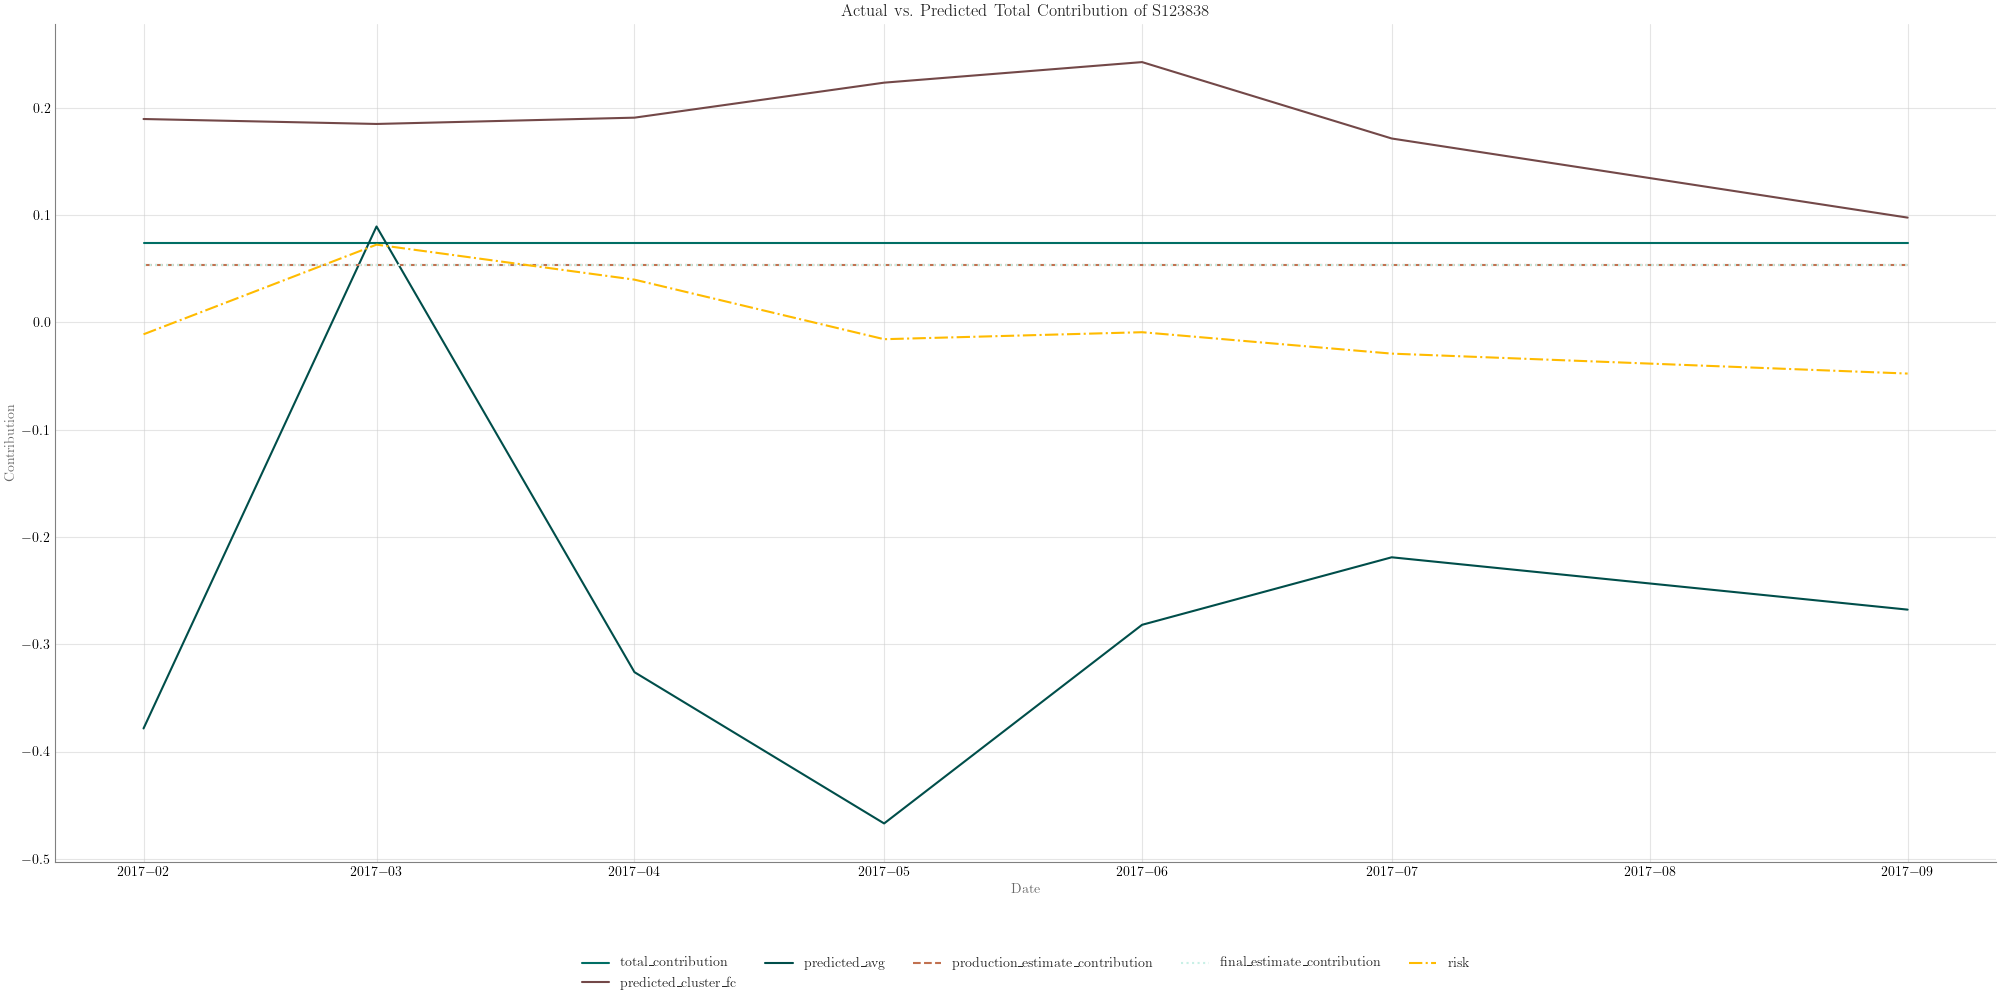 Actual vs. Predicted Total Contribution of S123838
0.2
0.1
0.0
−0.1
−0.2
−0.3
−0.4
−0.5
Contribution
2017−02 2017−03 2017−04 2017−05 2017−06 2017−07 2017−08 2017−09
Date
total_contribution predicted_avg production_estimate_contribution final_estimate_contribution risk
predicted_cluster_fc